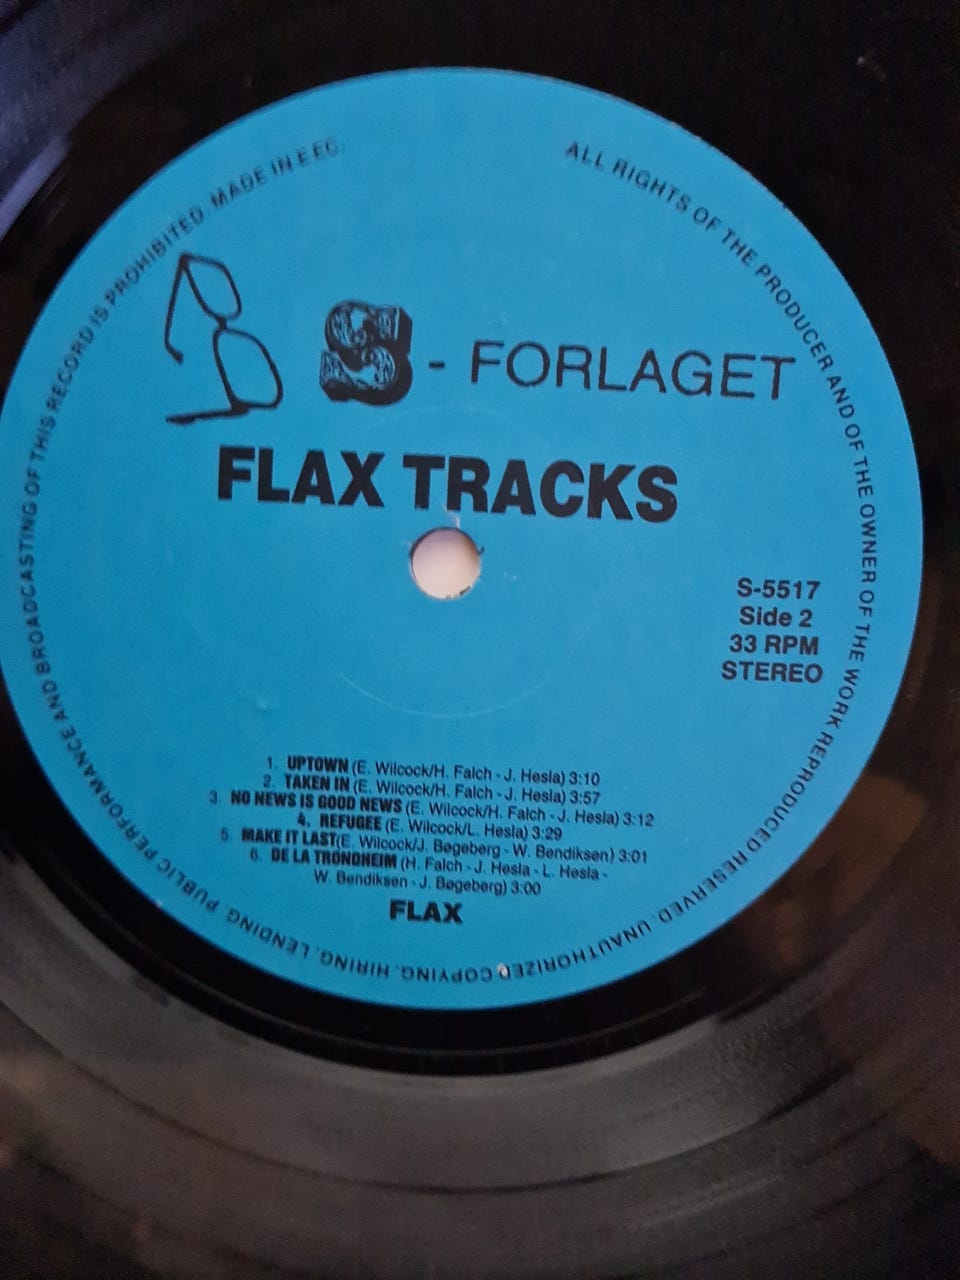 ALL RIGHTS OF THE PRODUCER AND OF THE OWNER OF THE WORK REPRODUCED RESERVED. UNAUTHORIZED COPYING, HIRING, LENDING, PUBLIC PERFORMANCE AND BROADCASTING OF THIS RECORD IS PROHIBITED. MADE IN EEC.
S - FORLAGET
FLAX TRACKS
S-5517
Side 2
33 RPM
STEREO
1. UPTOWN (E. Wilcock/H. Falch - J. Hesla) 3:10
2. TAKEN IN (E. Wilcock/H. Falch - J. Hesla) 3:57
3. NO NEWS IS GOOD NEWS (E. Wilcock/H. Falch - J. Hesla) 3:12
4. REFUGEE (E. Wilcock/L. Hesla) 3:29
5. MAKE IT LAST(E. Wilcock/J. Bøgeberg - W. Bendiksen) 3:01
6. DE LA TRONDHEIM (H. Falch - J. Hesla - L. Hesla -
W. Bendiksen - J. Bøgeberg) 3:00
FLAX